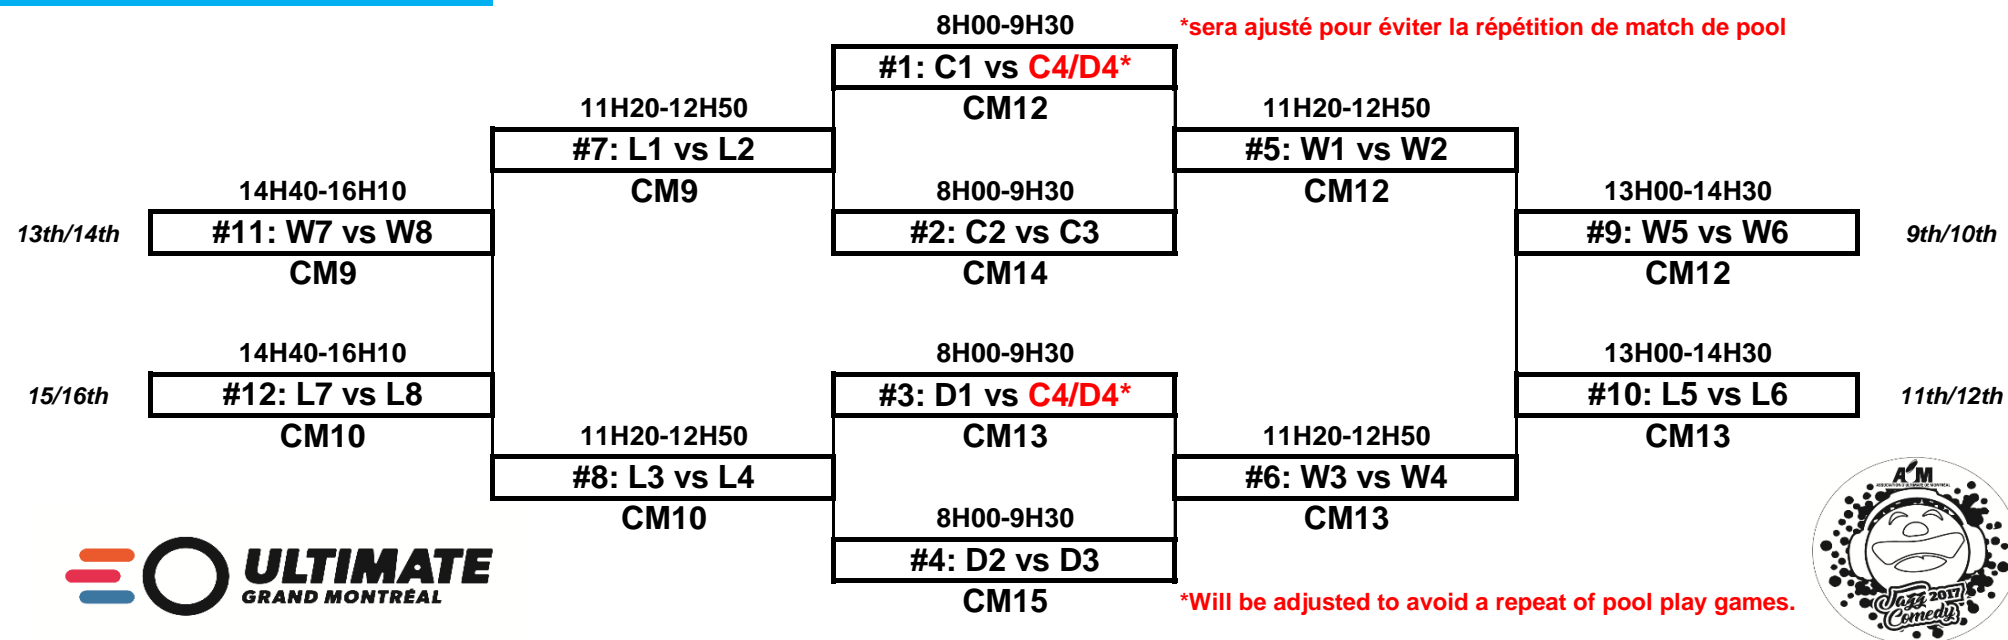 8H00-9H30
*sera ajusté pour éviter la répétition de match de pool
#1: C1 vs C4/D4*
11H20-12H50
CM12
11H20-12H50
#7: L1 vs L2
#5: W1 vs W2
14H40-16H10
CM9
8H00-9H30
CM12
13H00-14H30
13th/14th
#11: W7 vs W8
#2: C2 vs C3
#9: W5 vs W6
9th/10th
CM9
CM14
CM12
14H40-16H10
8H00-9H30
13H00-14H30
15/16th
#12: L7 vs L8
#3: D1 vs C4/D4*
#10: L5 vs L6
11th/12th
CM10
11H20-12H50
CM13
11H20-12H50
CM13
#8: L3 vs L4
#6: W3 vs W4
CM10
8H00-9H30
CM13
#4: D2 vs D3
CM15
*Will be adjusted to avoid a repeat of pool play games.
ULTIMATE
GRAND MONTRÉAL
Jazz 2017
Comedy